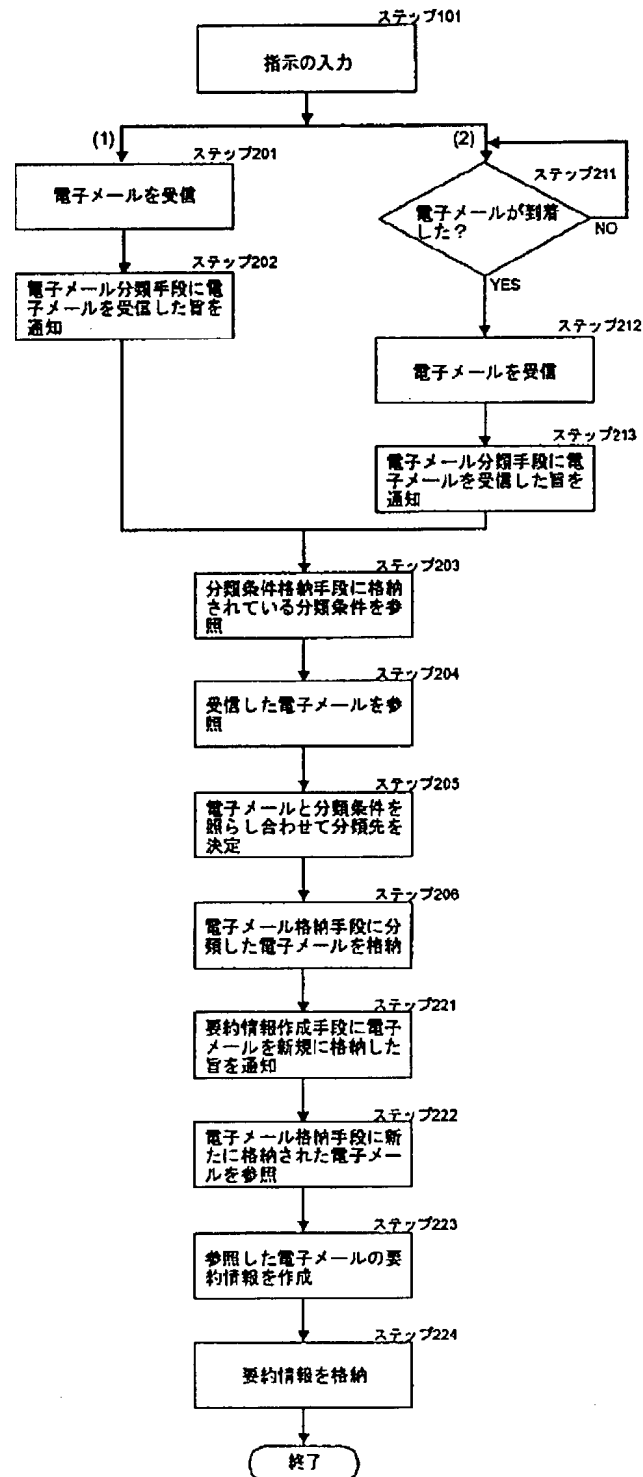 ステップ101
指示の入力
(1)
ステップ201
電子メールを受信
ステップ202
電子メール分類手段に電
子メールを受信した旨を
通知
(2)
ステップ211
電子メールが到着
した？
NO
YES
ステップ212
電子メールを受信
ステップ213
電子メール分類手段に電
子メールを受信した旨を
通知
ステップ203
分類条件格納手段に格納
されている分類条件を参
照
ステップ204
受信した電子メールを参
照
ステップ205
電子メールと分類条件を
照らし合わせて分類先を
決定
ステップ206
電子メール格納手段に分
類した電子メールを格納
ステップ221
要約情報作成手段に電子
メールを新規に格納した
旨を通知
ステップ222
電子メール格納手段に新
たに格納された電子メー
ルを参照
ステップ223
参照した電子メールの要
約情報を作成
ステップ224
要約情報を格納
終了